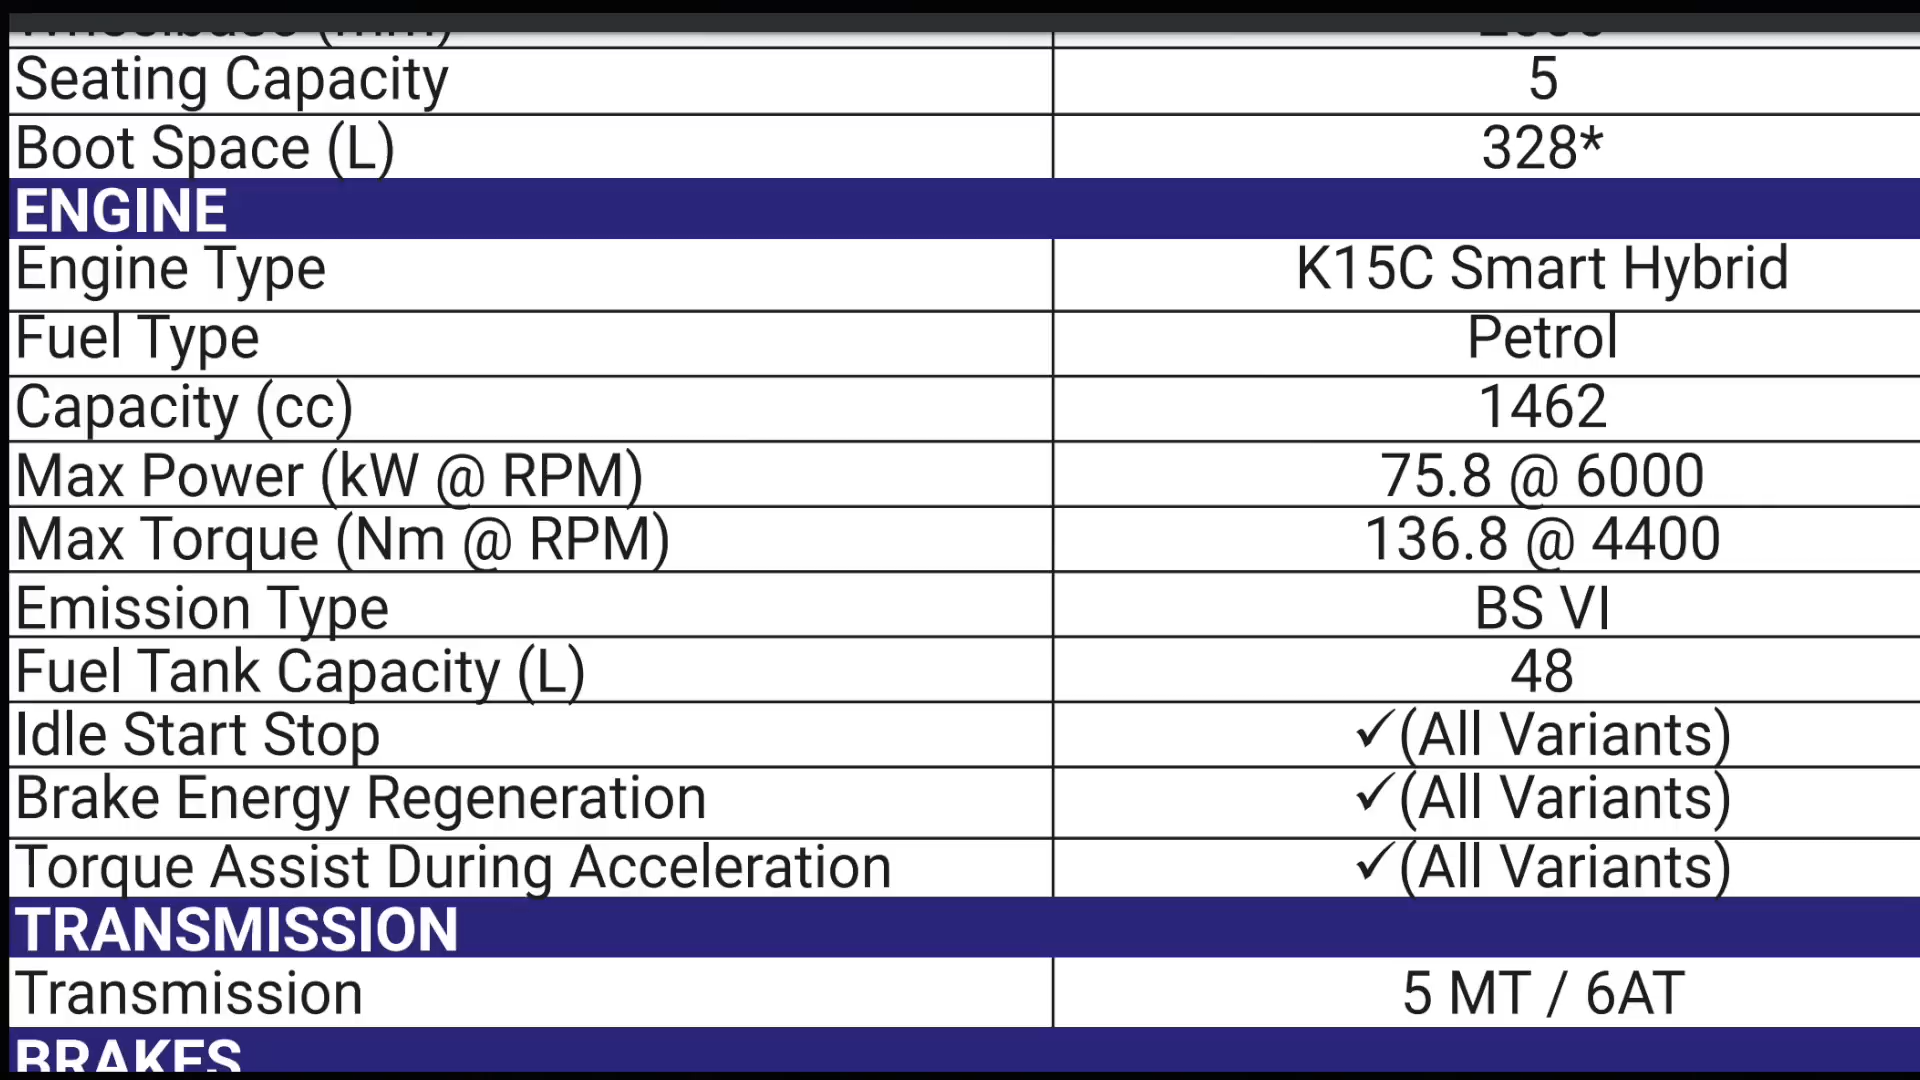 Seating Capacity 5
Boot Space (L) 328*
ENGINE
Engine Type K15C Smart Hybrid
Fuel Type Petrol
Capacity (cc) 1462
Max Power (kW @ RPM) 75.8 @ 6000
Max Torque (Nm @ RPM) 136.8 @ 4400
Emission Type BS VI
Fuel Tank Capacity (L) 48
Idle Start Stop ✓(All Variants)
Brake Energy Regeneration ✓(All Variants)
Torque Assist During Acceleration ✓(All Variants)
TRANSMISSION
Transmission 5 MT / 6AT
BRAKES